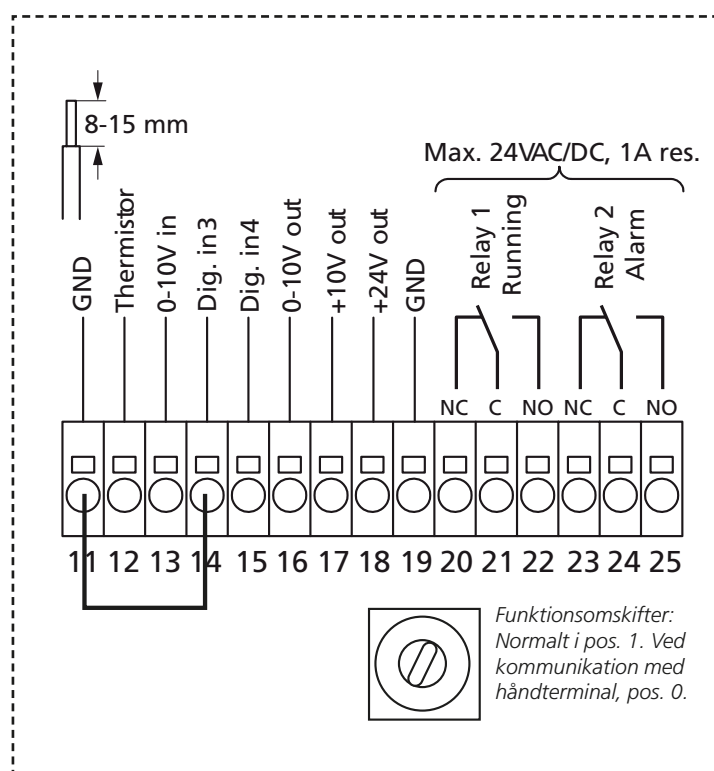 8-15 mm
Max. 24VAC/DC, 1A res.
GND
Thermistor
0-10V in
Dig. in3
Dig. in4
0-10V out
+10V out
+24V out
GND
Relay 1
Running
Relay 2
Alarm
NC C NO NC C NO
11 12 13 14 15 16 17 18 19 20 21 22 23 24 25
Funktionsomskifter:
Normalt i pos. 1. Ved
kommunikation med
håndterminal, pos. 0.